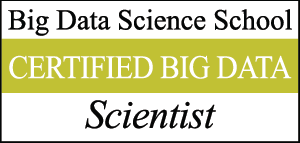 Big Data Science School
CERTIFIED BIG DATA
Scientist